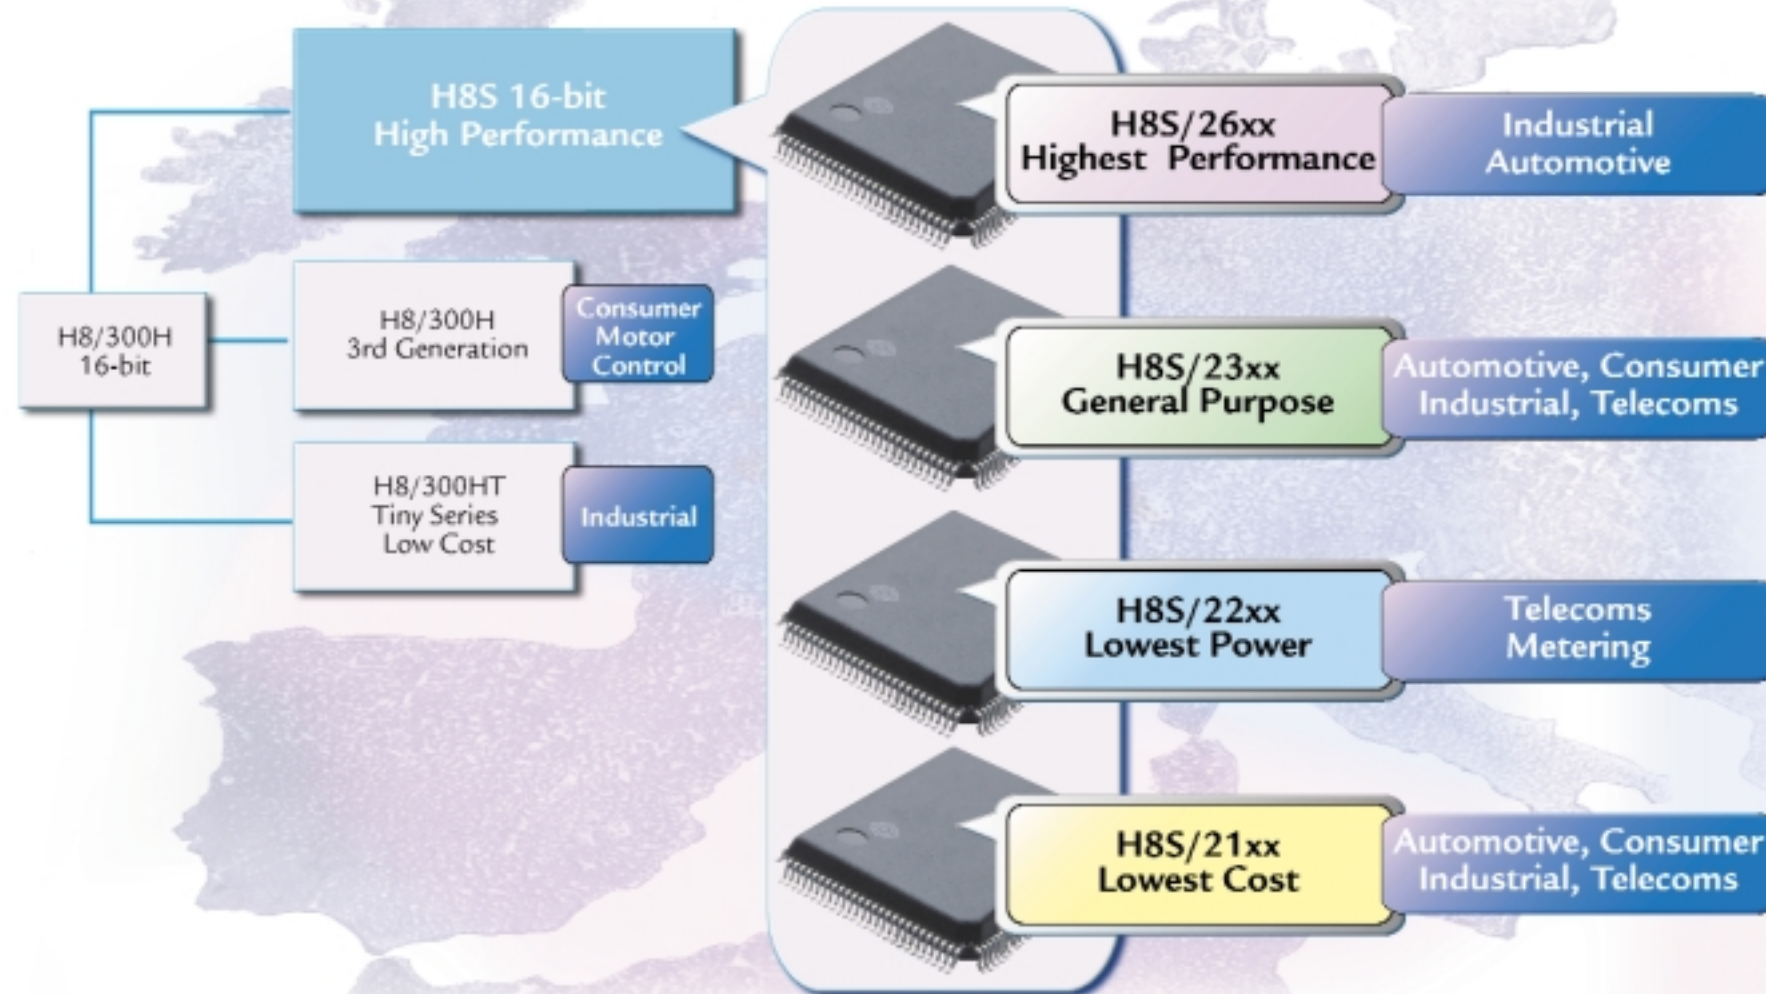 H8S 16-bit
High Performance
H8/300H
16-bit
H8/300H
3rd Generation
Consumer
Motor
Control
H8/300HT
Tiny Series
Low Cost
Industrial
H8S/26xx
Highest Performance
Industrial
Automotive
H8S/23xx
General Purpose
Automotive, Consumer
Industrial, Telecoms
H8S/22xx
Lowest Power
Telecoms
Metering
H8S/21xx
Lowest Cost
Automotive, Consumer
Industrial, Telecoms